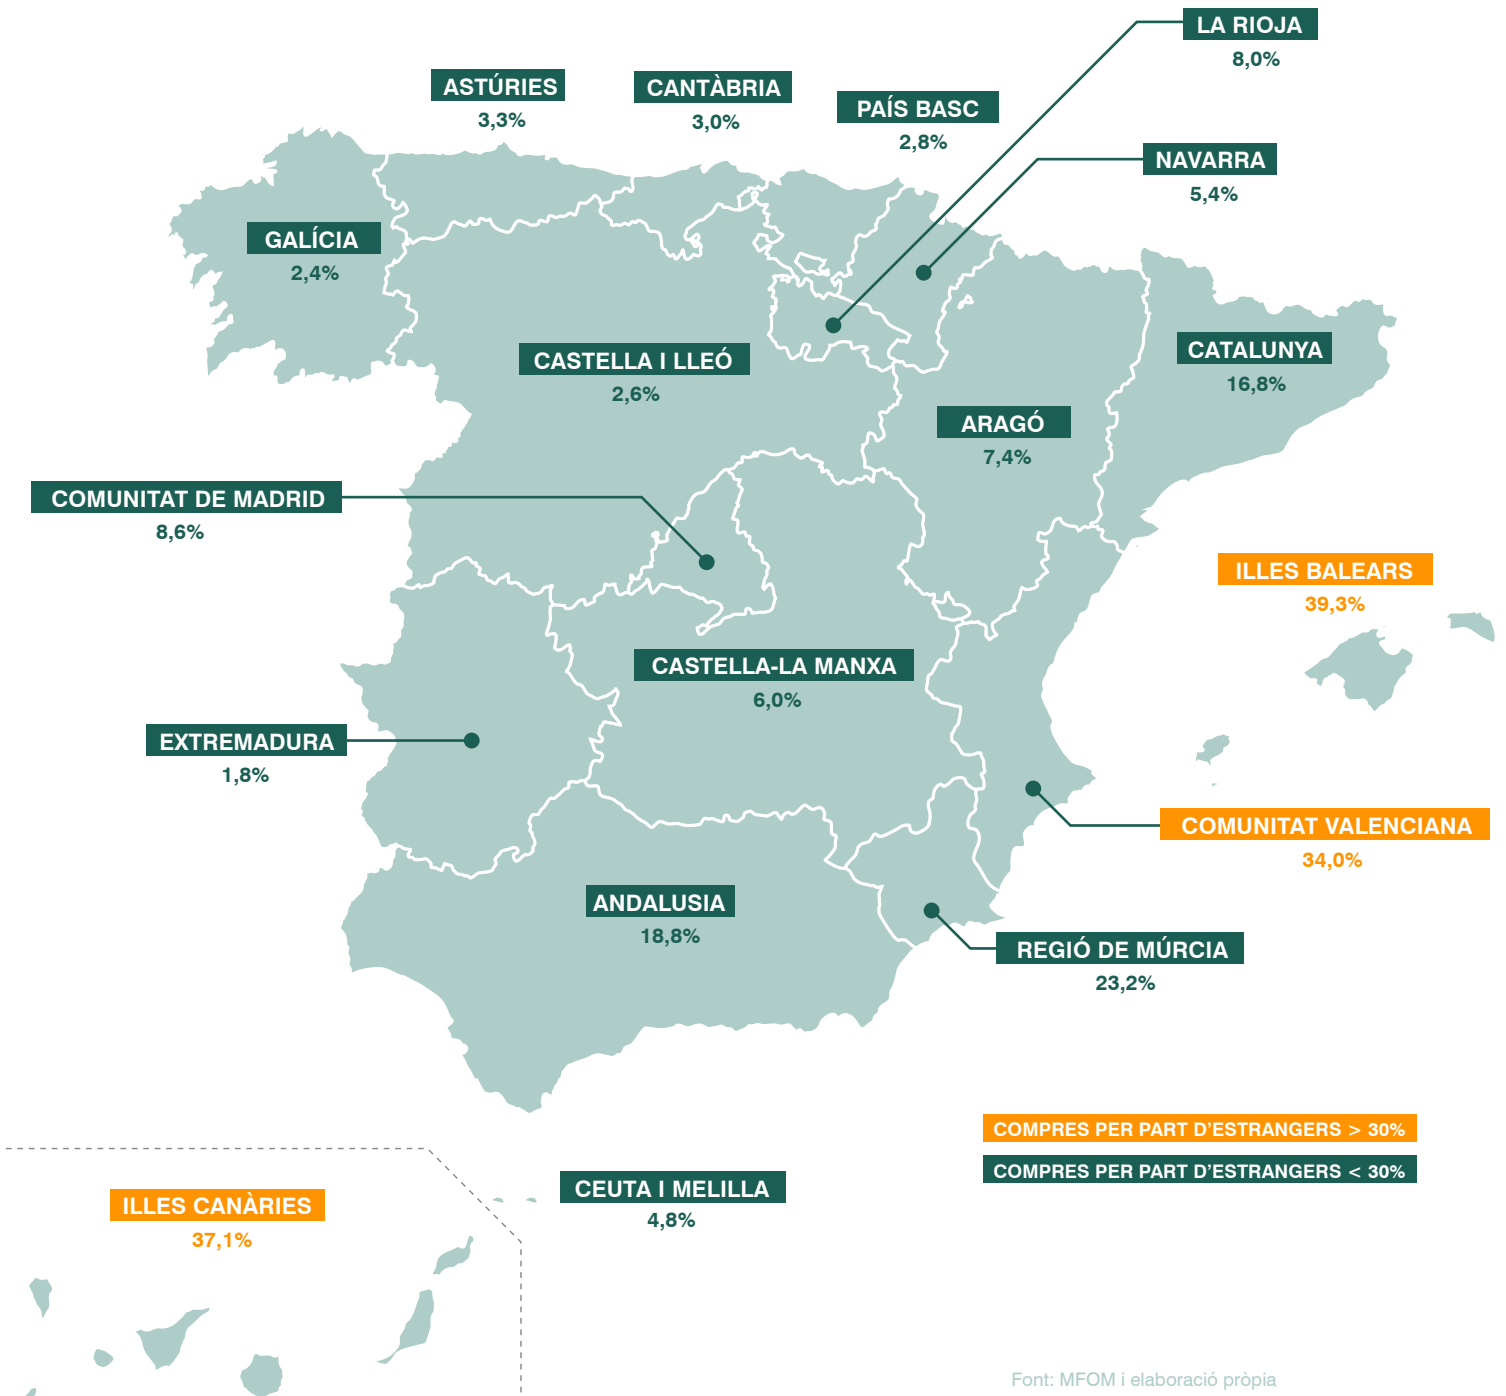 LA RIOJA
8,0%
ASTÚRIES
3,3%
CANTÀBRIA
3,0%
PAÍS BASC
2,8%
NAVARRA
5,4%
GALÍCIA
2,4%
CASTELLA I LLEÓ
2,6%
CATALUNYA
16,8%
ARAGÓ
7,4%
COMUNITAT DE MADRID
8,6%
ILLES BALEARS
39,3%
CASTELLA-LA MANXA
6,0%
EXTREMADURA
1,8%
COMUNITAT VALENCIANA
34,0%
ANDALUSIA
18,8%
REGIÓ DE MÚRCIA
23,2%
COMPRES PER PART D’ESTRANGERS > 30%
COMPRES PER PART D’ESTRANGERS < 30%
CEUTA I MELILLA
4,8%
ILLES CANÀRIES
37,1%
Font: MFOM i elaboració pròpia